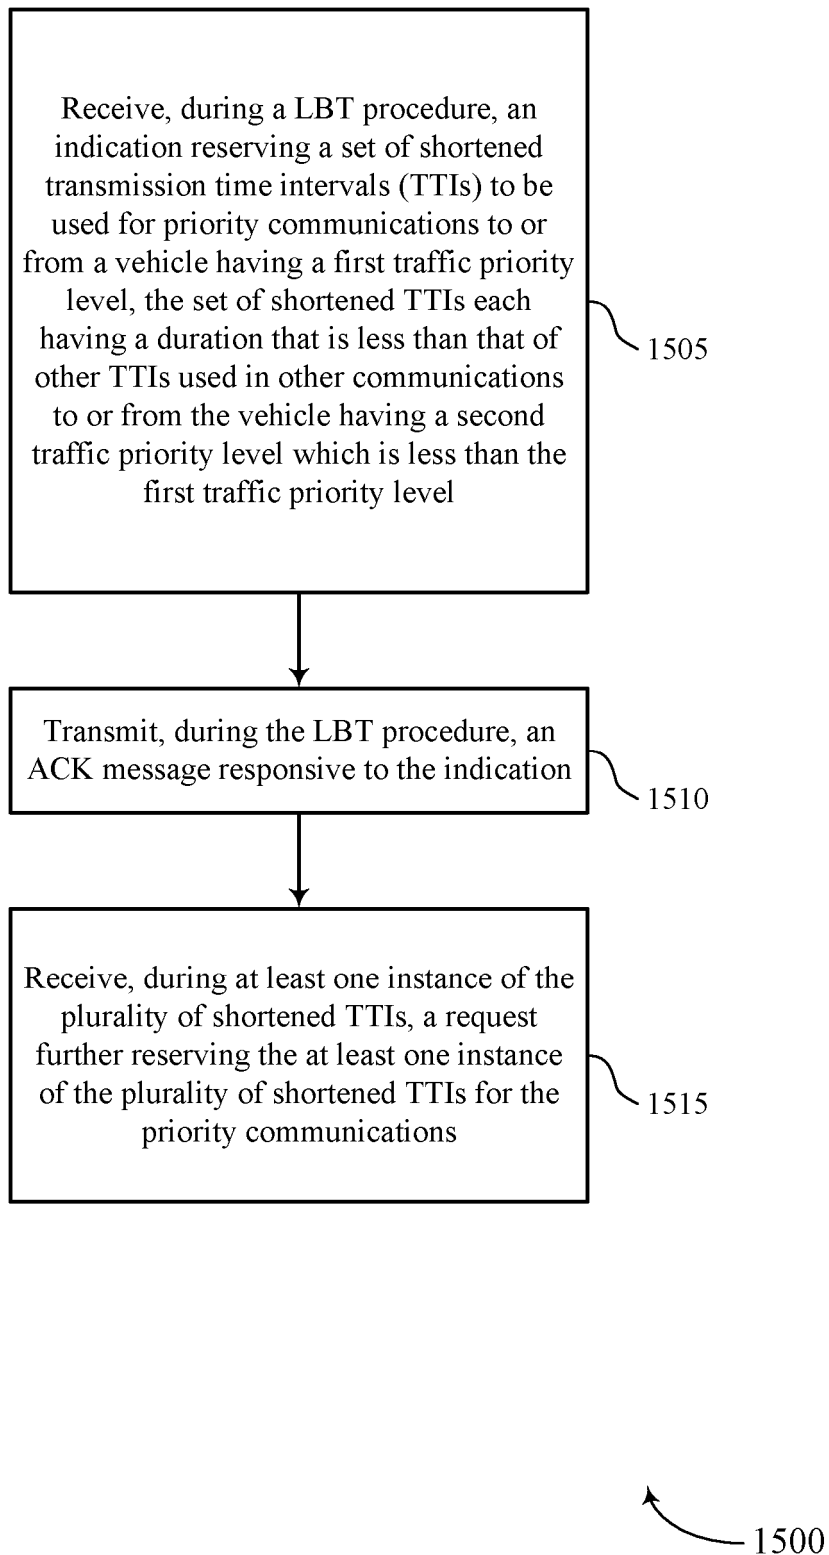 Receive, during a LBT procedure, an
indication reserving a set of shortened
transmission time intervals (TTIs) to be
used for priority communications to or
from a vehicle having a first traffic priority
level, the set of shortened TTIs each
having a duration that is less than that of
other TTIs used in other communications
to or from the vehicle having a second
traffic priority level which is less than the
first traffic priority level
1505
Transmit, during the LBT procedure, an
ACK message responsive to the indication
1510
Receive, during at least one instance of the
plurality of shortened TTIs, a request
further reserving the at least one instance
of the plurality of shortened TTIs for the
priority communications
1515
1500